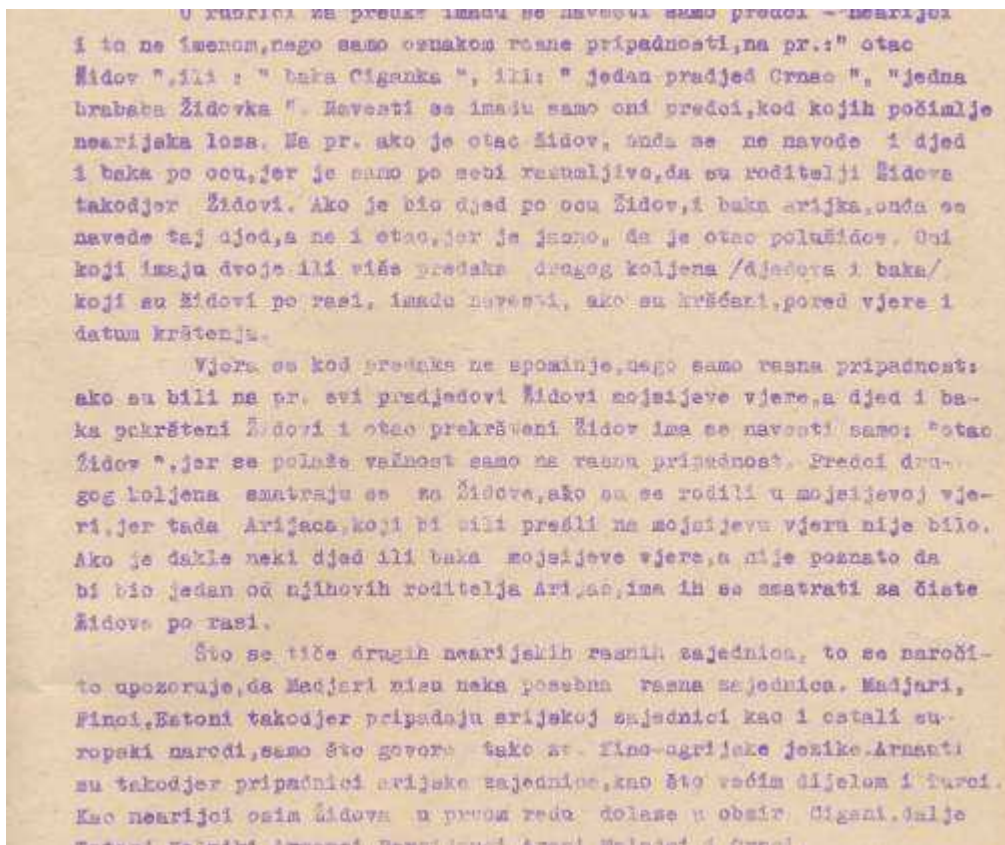 U rubrici za predke imadu se navesti samo predci - nearijci
i to ne imenom,nego samo oznakom rasne pripadnosti,na pr.:" otac
Židov ",ili : " baka Ciganka ", ili: " jedan pradjed Crnac ", "jedna
brababa Židovka ". Navesti se imadu samo oni predci,kod kojih počimlje
nearijska loza. Na pr. ako je otac židov, onda se ne navode i djed
i baka po ocu,jer je samo po sebi razumljivo,da su roditelji Židova
takodjer Židovi. Ako je bio djed po ocu Židov,i baka arijka,onda se
navede taj djed,a ne i otac,jer je jasno, da je otac polužidov. Oni
koji imaju dvoje ili više predaka drugog koljena /djedova i baka/
koji su židovi po rasi, imadu navesti, ako su kršćani,pored vjere i
datum krštenja.
Vjera se kod predaka ne spominje,nego samo rasna pripadnost:
ako su bili na pr. svi pradjedovi Židovi mojsijeve vjere,a djed i ba-
ka pokršteni Židovi i otac prekršteni Židov ima se navesti samo: "otac
Židov ",jer se polaže važnost samo na rasnu pripadnost. Predci dru-
gog koljena smatraju se za Židove,ako su se rodili u mojsijevoj vje-
ri,jer tada Arijaca,koji bi bili prešli na mojsijevu vjeru nije bilo.
Ako je dakle neki djed ili baka mojsijeve vjere,a nije poznato da
bi bio jedan od njihovih roditelja Arijac,ima ih se smatrati za čiste
Židove po rasi.
Što se tiče drugih nearijskih rasnih zajednica, to se naroči-
to upozoruje,da Madjari nisu neka posebna rasna zajednica. Madjari,
Finci,Estoni takodjer pripadaju arijskoj zajednici kao i ostali eu-
ropski narodi,samo što govore tako zv. fino-ugrijske jezike.Arnauti
su takodjer pripadnici arijske zajednice,kao što većim dijelom i Turci.
Kao nearijci osim Židova u prvom redu dolaze u obzir Cigani,dalje